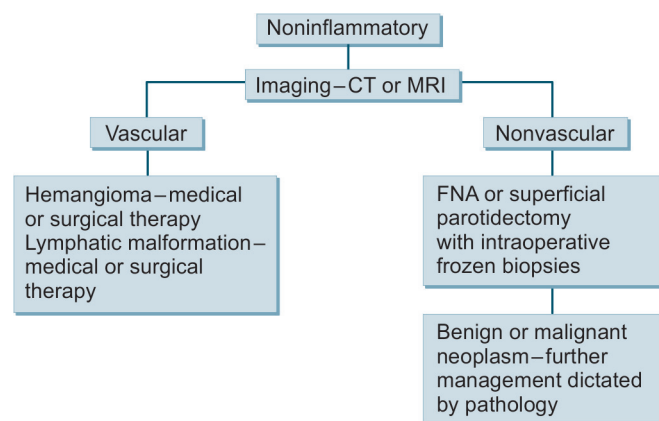 Noninflammatory
Imaging–CT or MRI
Vascular
Nonvascular
Hemangioma–medical
or surgical therapy
Lymphatic malformation–
medical or surgical
therapy
FNA or superficial
parotidectomy
with intraoperative
frozen biopsies
Benign or malignant
neoplasm–further
management dictated
by pathology